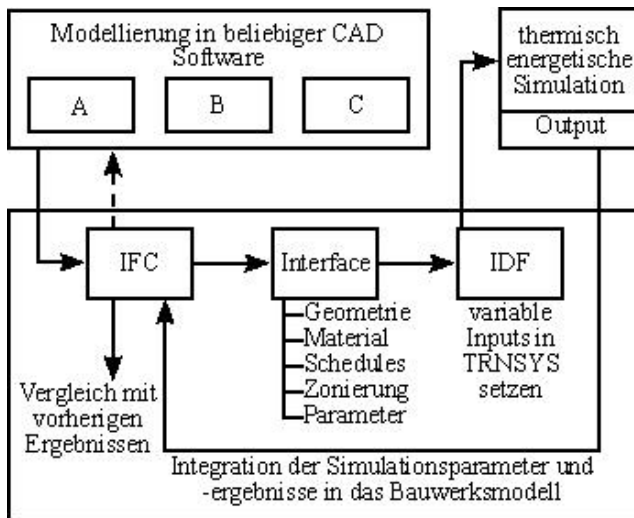 Modellierung in beliebiger CAD
Software
A
B
C
thermisch
energetische
Simulation
Output
IFC
Interface
IDF
Geometrie
Material
Schedules
Zonierung
Parameter
variable
Inputs in
TRNSYS
setzen
Vergleich mit
vorherigen
Ergebnissen
Integration der Simulationsparameter und
-ergebnisse in das Bauwerksmodell